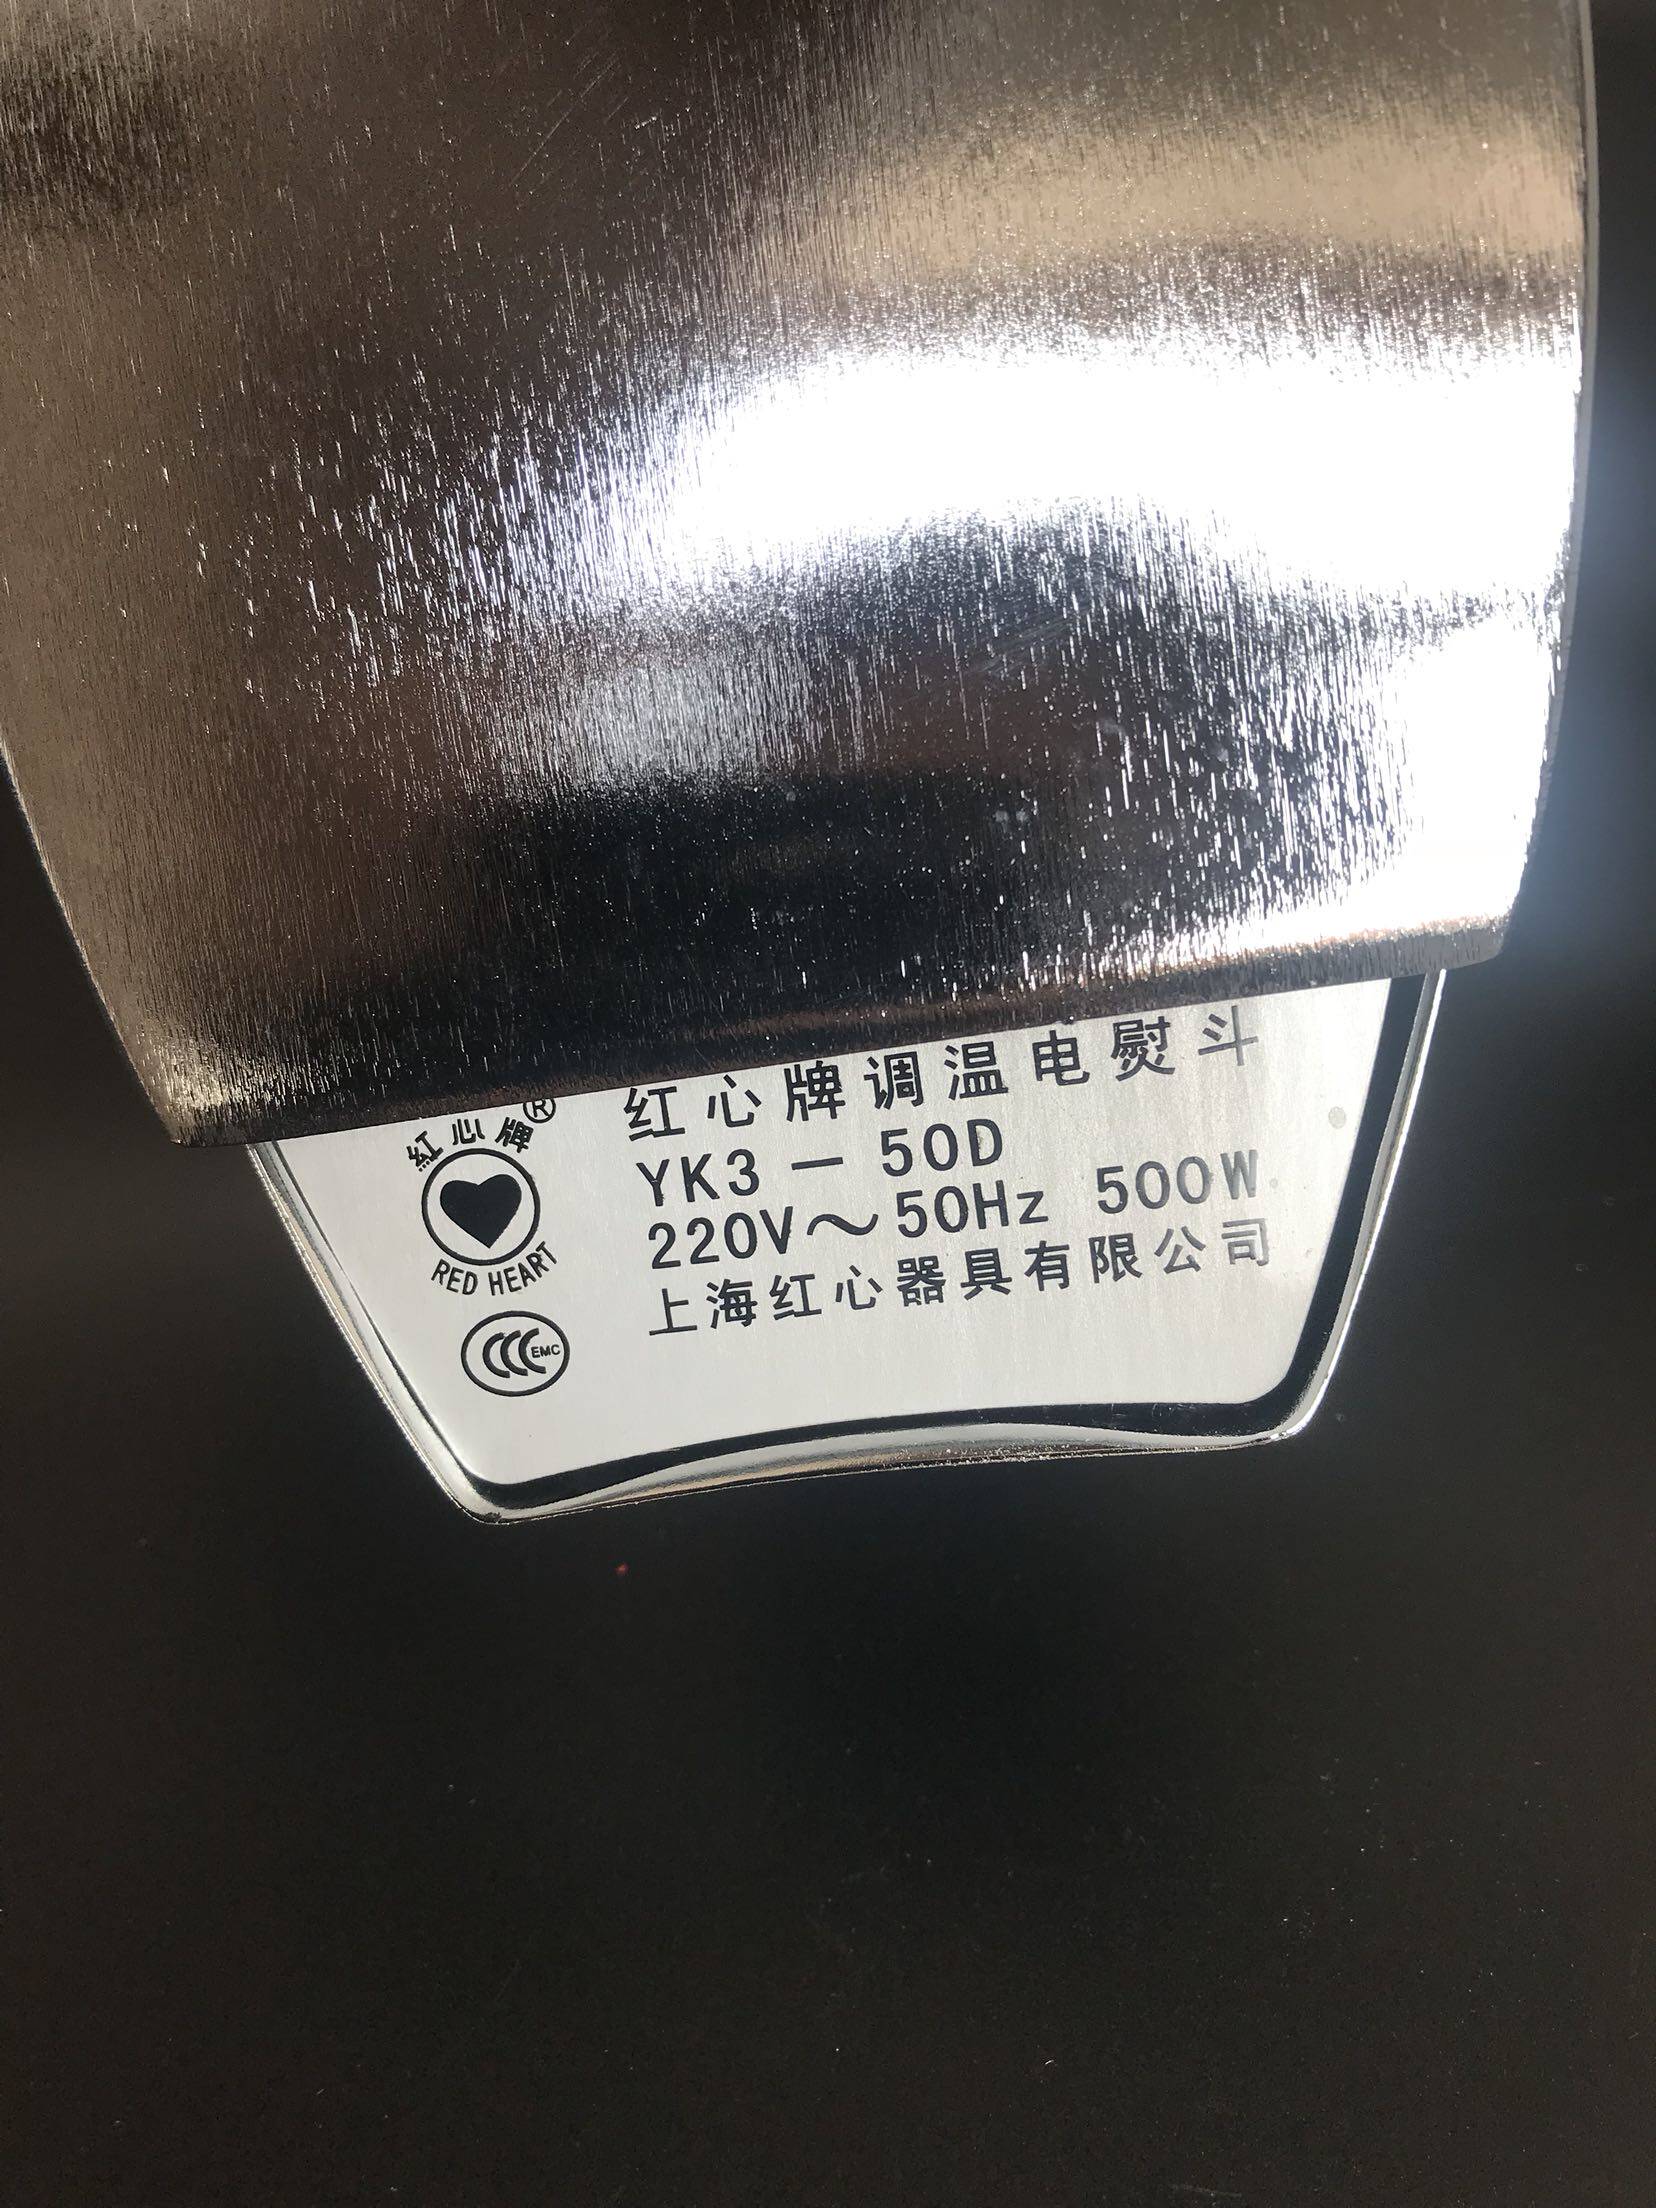 红心牌®
RED HEART
CCC EMC
红心牌调温电熨斗
YK3-50D
220V～50Hz 500W
上海红心器具有限公司